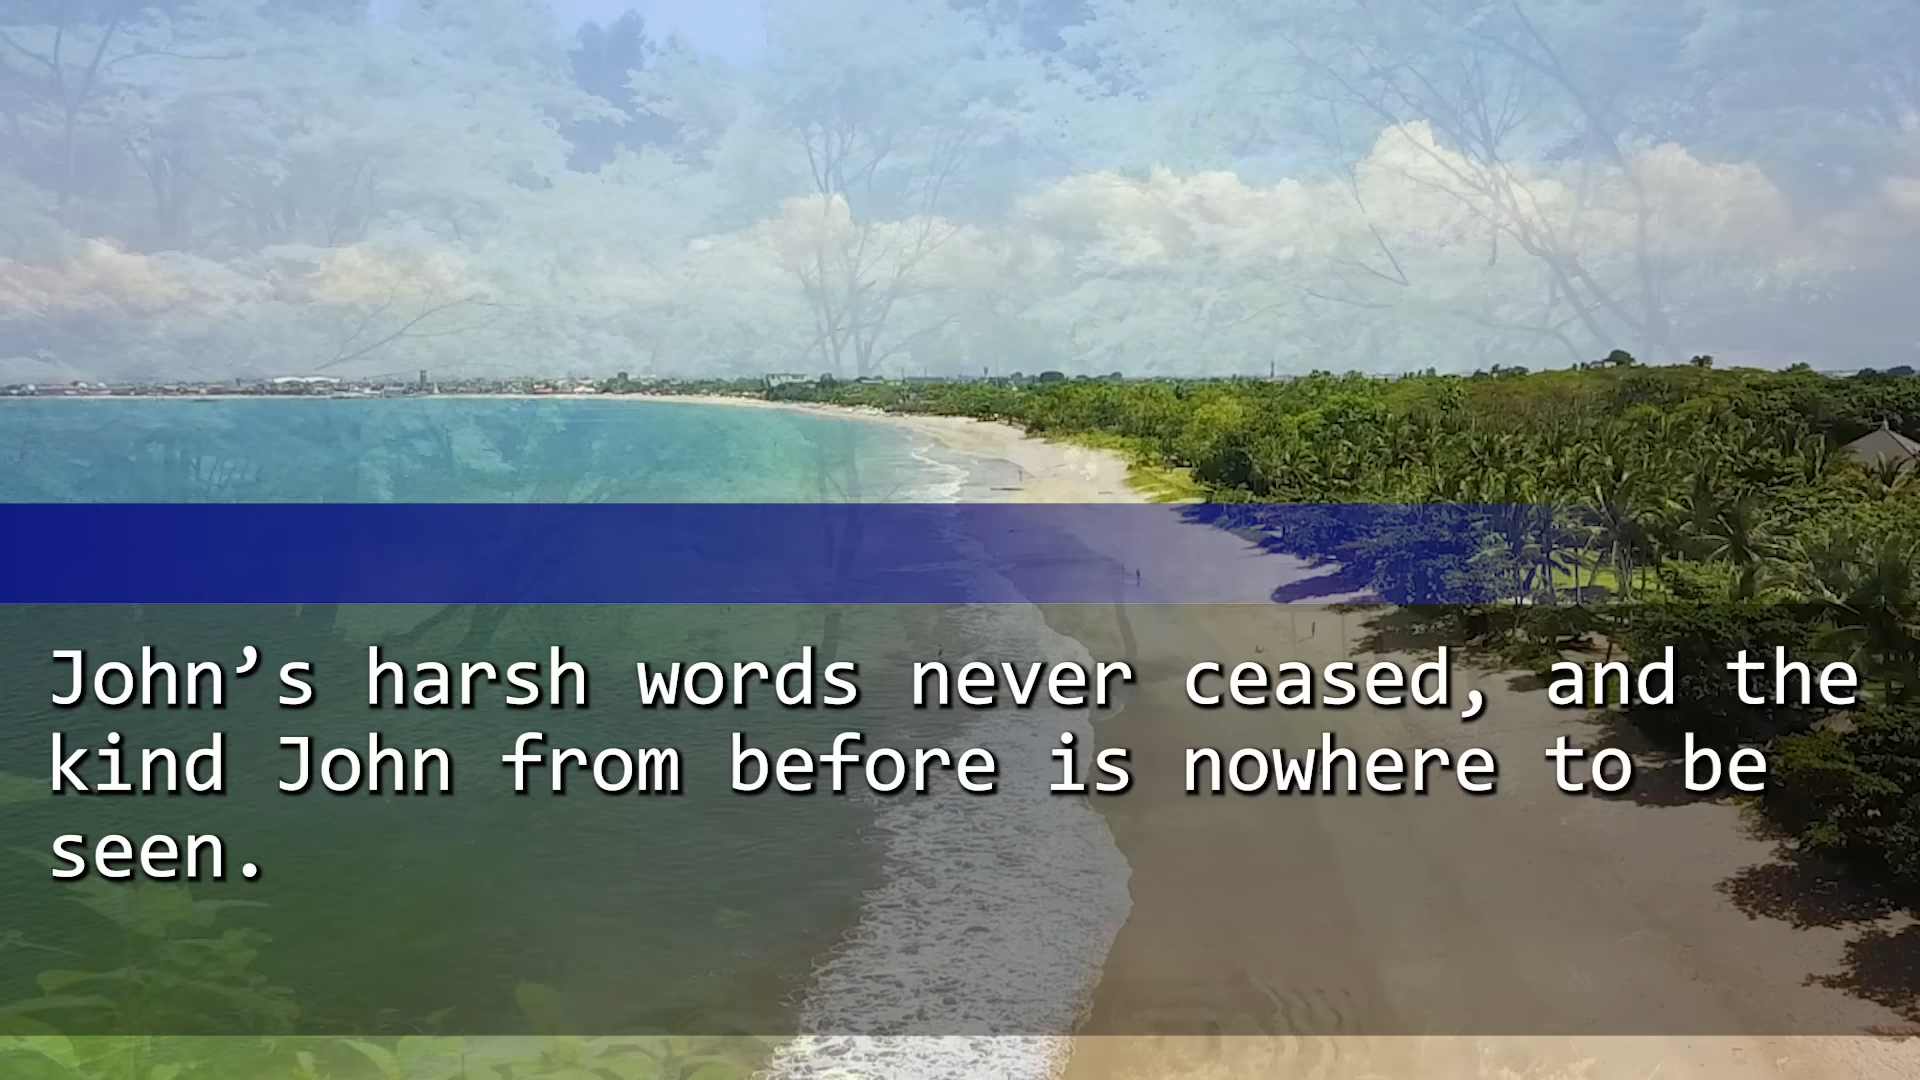 John’s harsh words never ceased, and the
kind John from before is nowhere to be
seen.